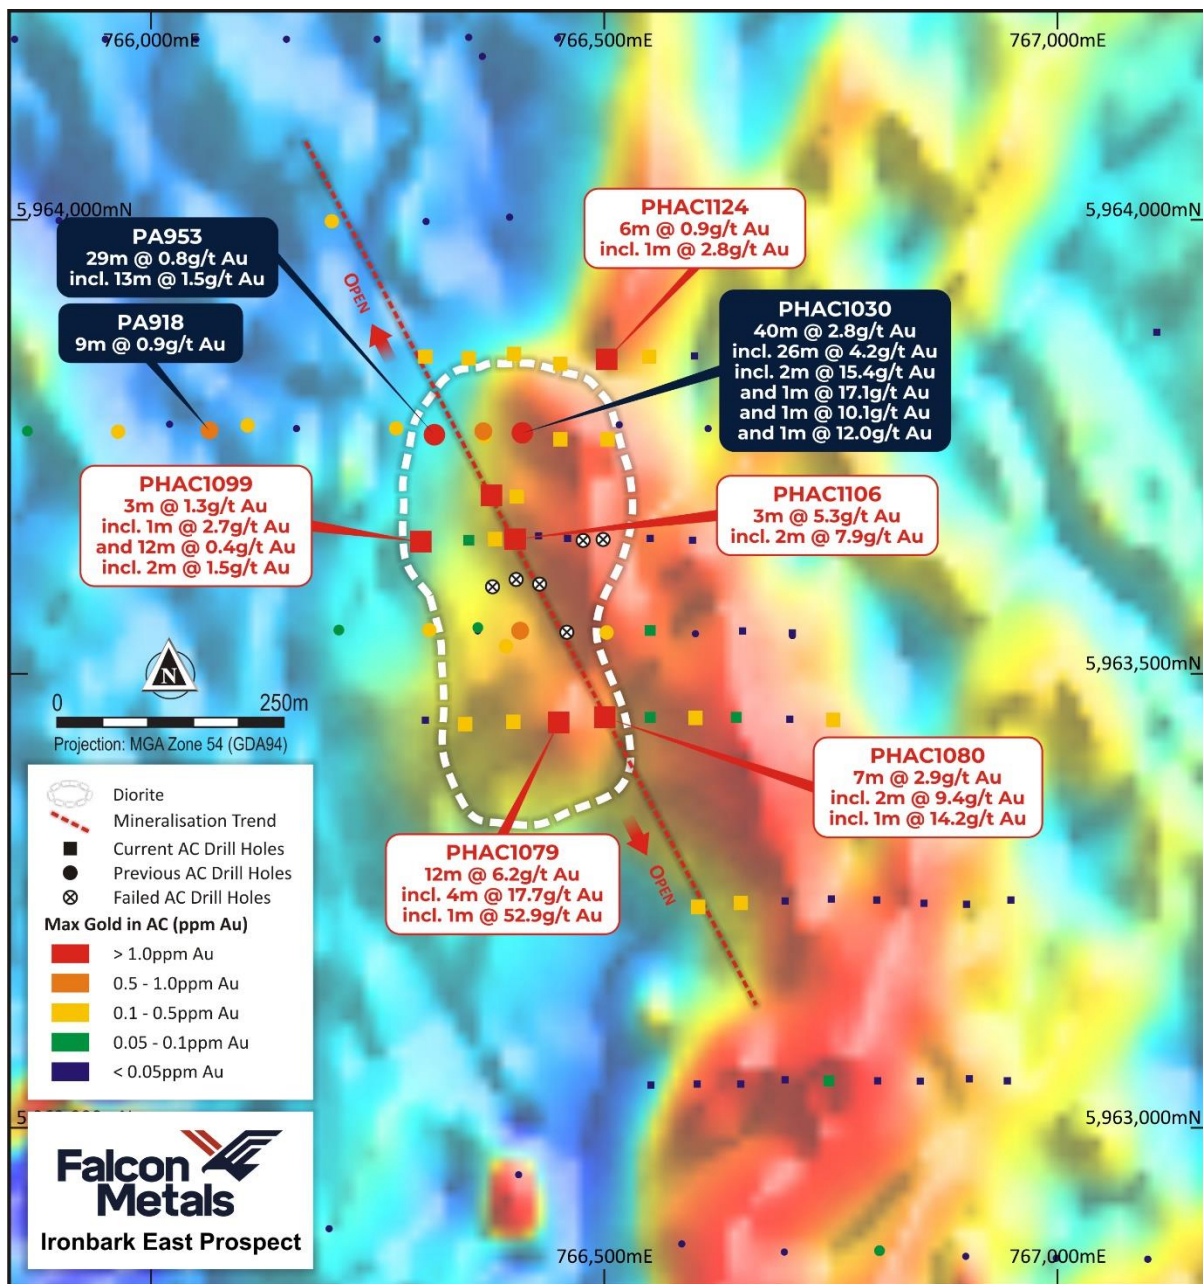 766,000mE
766,500mE
767,000mE
5,964,000mN
5,964,000mN
PHAC1124
6m @ 0.9g/t Au
incl. 1m @ 2.8g/t Au
PA953
29m @ 0.8g/t Au
incl. 13m @ 1.5g/t Au
OPEN
PA918
9m @ 0.9g/t Au
PHAC1030
40m @ 2.8g/t Au
incl. 26m @ 4.2g/t Au
incl. 2m @ 15.4g/t Au
and 1m @ 17.1g/t Au
and 1m @ 10.1g/t Au
and 1m @ 12.0g/t Au
PHAC1099
3m @ 1.3g/t Au
incl. 1m @ 2.7g/t Au
and 12m @ 0.4g/t Au
incl. 2m @ 1.5g/t Au
PHAC1106
3m @ 5.3g/t Au
incl. 2m @ 7.9g/t Au
N
0 250m
Projection: MGA Zone 54 (GDA94)
5,963,500mN
PHAC1080
7m @ 2.9g/t Au
incl. 2m @ 9.4g/t Au
incl. 1m @ 14.2g/t Au
PHAC1079
12m @ 6.2g/t Au
incl. 4m @ 17.7g/t Au
incl. 1m @ 52.9g/t Au
OPEN
Diorite
Mineralisation Trend
Current AC Drill Holes
Previous AC Drill Holes
Failed AC Drill Holes
Max Gold in AC (ppm Au)
> 1.0ppm Au
0.5 - 1.0ppm Au
0.1 - 0.5ppm Au
0.05 - 0.1ppm Au
< 0.05ppm Au
5,963,000mN
Falcon
Metals
Ironbark East Prospect
766,500mE
767,000mE